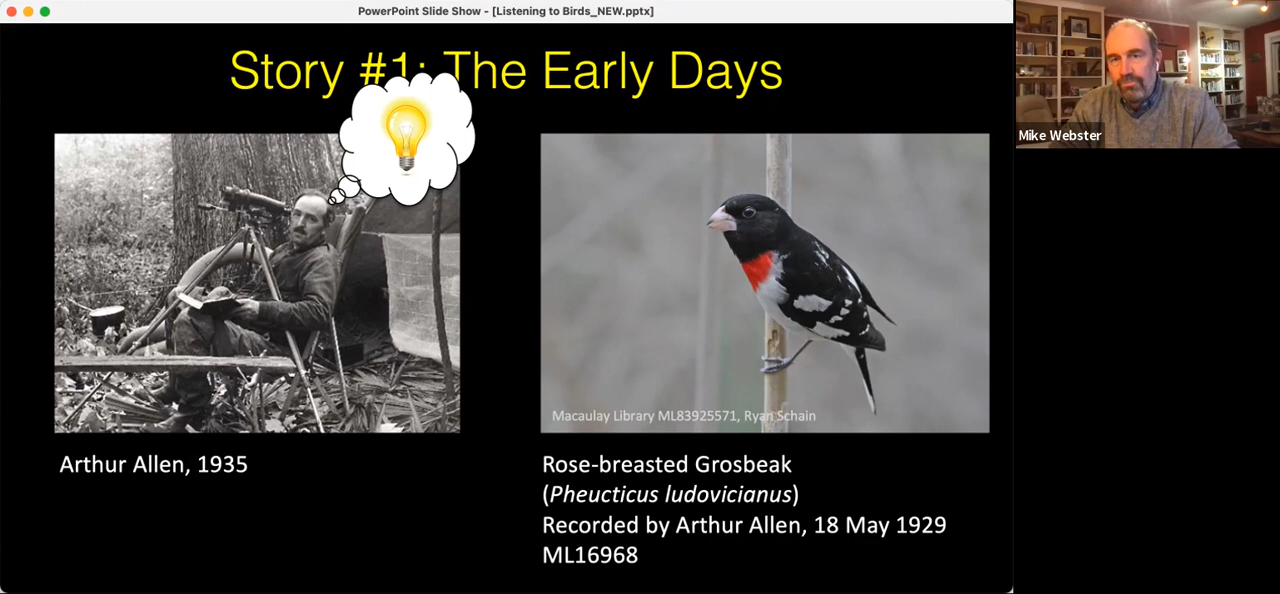 PowerPoint Slide Show - [Listening to Birds_NEW.pptx]
Story #1: The Early Days
Mike Webster
Macaulay Library ML83925571, Ryan Schain
Arthur Allen, 1935
Rose-breasted Grosbeak
(Pheucticus ludovicianus)
Recorded by Arthur Allen, 18 May 1929
ML16968